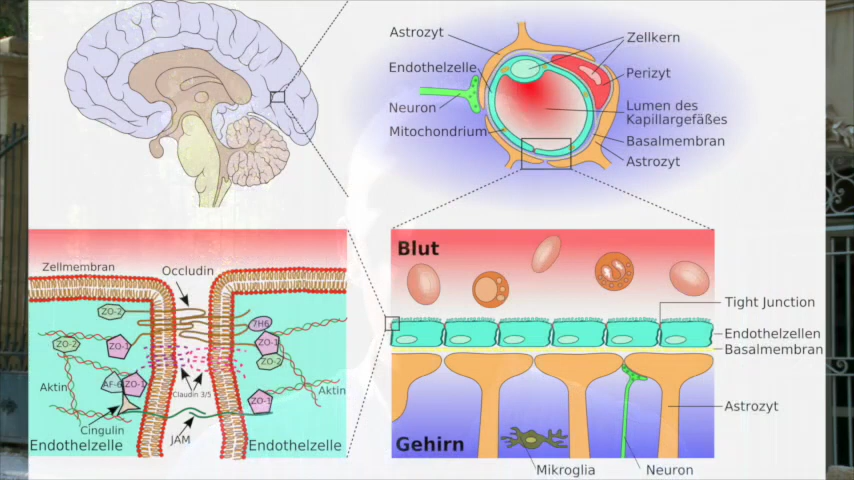 Astrozyt
Endothelzelle
Neuron
Mitochondrium
Zellkern
Perizyt
Lumen des
Kapillargefäßes
Basalmembran
Astrozyt
Zellmembran
Occludin
ZO-2
7H6
ZO-2
ZO-1
ZO-1
ZO-2
Aktin
AF-6
ZO-1
Claudin 3/5
Aktin
ZO-1
Cingulin
JAM
Endothelzelle
Endothelzelle
Blut
Tight Junction
Endothelzellen
Basalmembran
Astrozyt
Gehirn
Mikroglia
Neuron